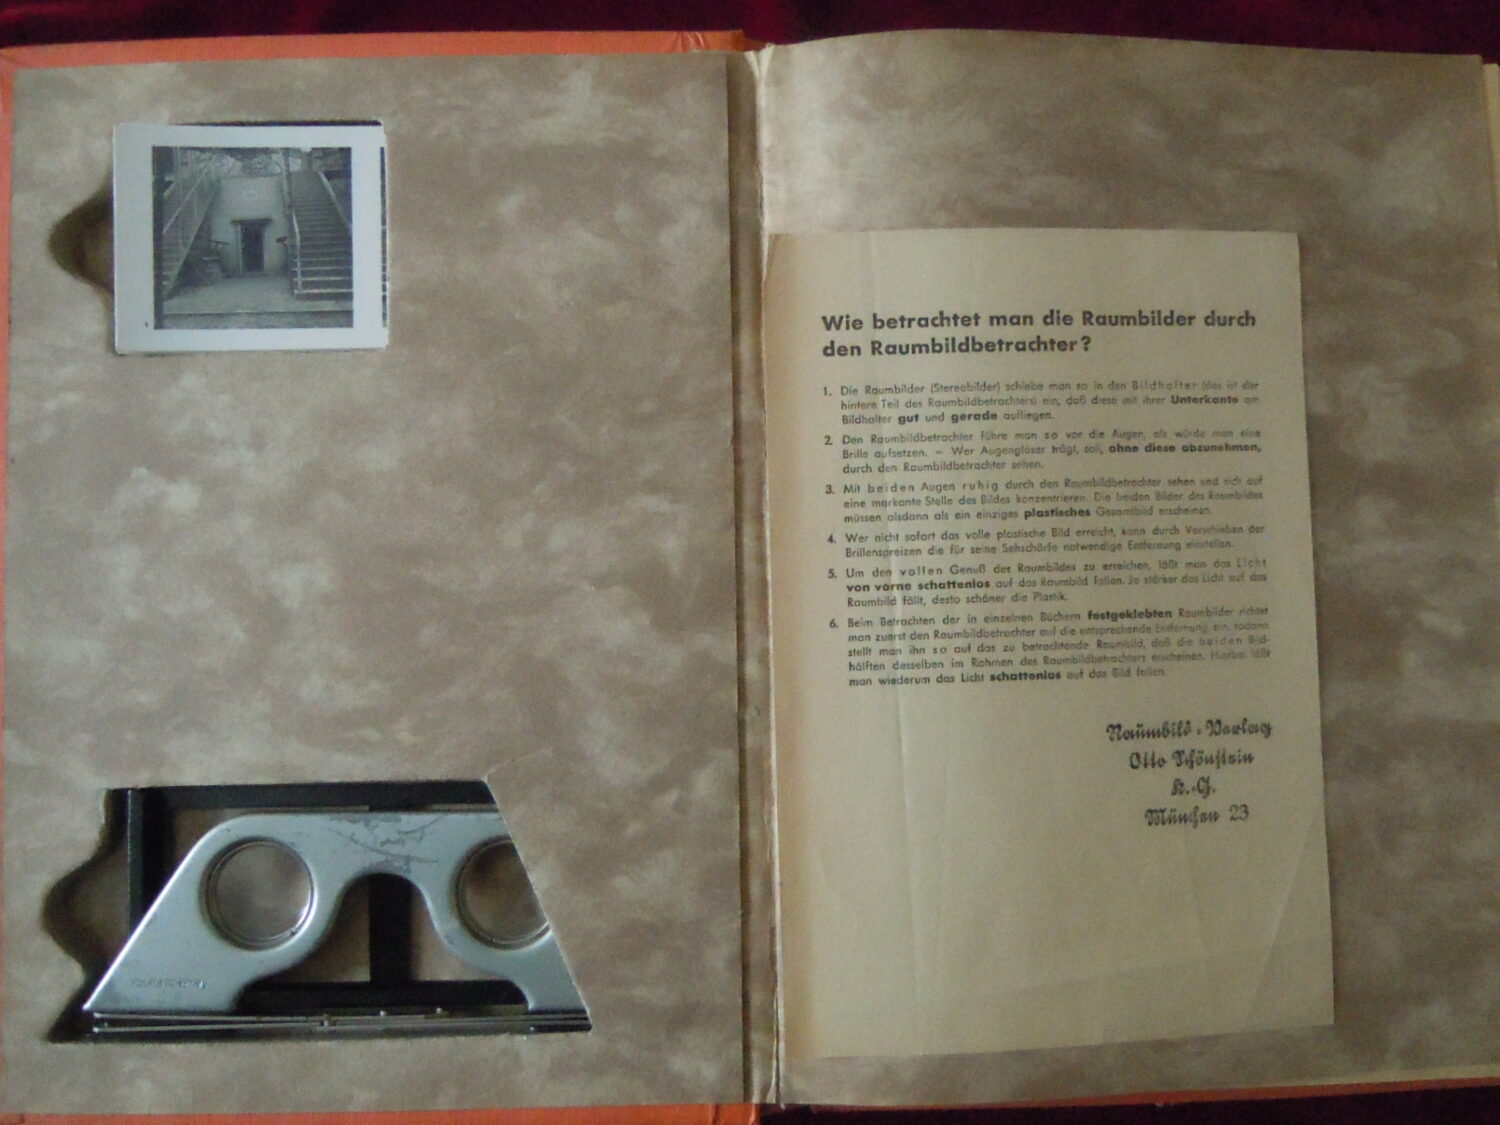 Wie betrachtet man die Raumbilder durch
den Raumbildbetrachter?
1. Die Raumbilder (Stereobilder) schiebe man so in den Bildhalter (das ist der
hintere Teil des Raumbildbetrachters) ein, daß diese mit ihrer Unterkante am
Bildhalter gut und gerade aufliegen.
2. Den Raumbildbetrachter führe man so vor die Augen, als würde man eine
Brille aufsetzen. – Wer Augengläser trägt, soll, ohne diese abzunehmen,
durch den Raumbildbetrachter sehen.
3. Mit beiden Augen ruhig durch den Raumbildbetrachter sehen und sich auf
eine markante Stelle des Bildes konzentrieren. Die beiden Bilder des Raumbildes
müssen alsdann als ein einziges plastisches Gesamtbild erscheinen.
4. Wer nicht sofort das volle plastische Bild erreicht, kann durch Verschieben der
Brillenspreizen die für seine Sehschärfe notwendige Entfernung einstellen.
5. Um den vollen Genuß des Raumbildes zu erreichen, läßt man das Licht
von vorne schattenlos auf das Raumbild fallen. Je stärker das Licht auf das
Raumbild fällt, desto schöner die Plastik.
6. Beim Betrachten der in einzelnen Büchern festgeklebten Raumbilder richtet
man zuerst den Raumbildbetrachter auf die entsprechende Entfernung ein, sodann
stellt man ihn so auf das zu betrachtende Raumbild, daß die beiden Bild-
hälften desselben im Rahmen des Raumbildbetrachters erscheinen. Hierbei läßt
man wiederum das Licht schattenlos auf das Bild fallen.
Raumbild-Verlag
Otto Schönstein
K.-G.
München 23